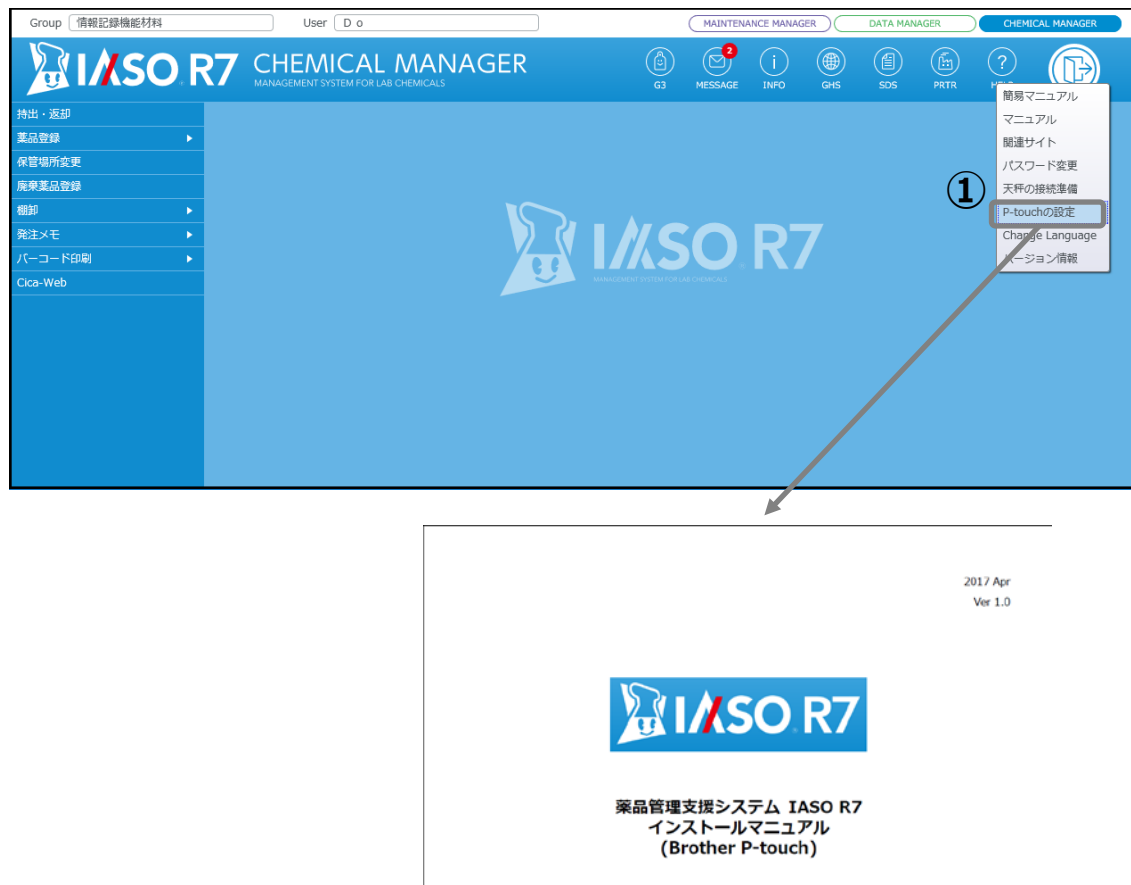 Group 情報記録機能材料 User D o MAINTENANCE MANAGER DATA MANAGER CHEMICAL MANAGER
IASO R7 CHEMICAL MANAGER
MANAGEMENT SYSTEM FOR LAB CHEMICALS
2
G3 MESSAGE INFO GHS SDS PRTR HELP
持出・返却
薬品登録
保管場所変更
廃棄薬品登録
棚卸
発注メモ
バーコード印刷
Cica-Web
簡易マニュアル
マニュアル
関連サイト
パスワード変更
天秤の接続準備
① P-touchの設定
Change Language
バージョン情報
IASO R7
MANAGEMENT SYSTEM FOR LAB CHEMICALS
2017 Apr
Ver 1.0
IASO R7
薬品管理支援システム IASO R7
インストールマニュアル
(Brother P-touch)